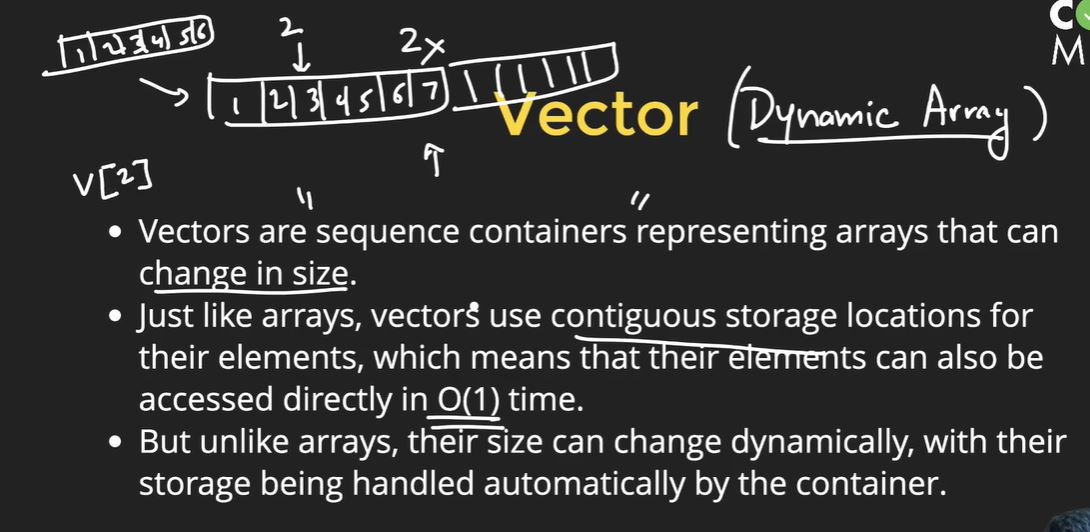 1 2 3 4 5 6
2
2x
1 2 3 4 5 6 7
C
M
Vector (Dynamic Array)
V[2]
• Vectors are sequence containers representing arrays that can
change in size.
• Just like arrays, vectors use contiguous storage locations for
their elements, which means that their elements can also be
accessed directly in O(1) time.
• But unlike arrays, their size can change dynamically, with their
storage being handled automatically by the container.